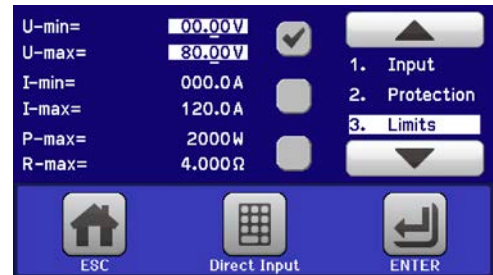 U-min= 00.00V
U-max= 80.00V
I-min= 000.0A
I-max= 120.0A
P-max= 2000W
R-max= 4.000Ω
1. Input
2. Protection
3. Limits
ESC
Direct Input
ENTER